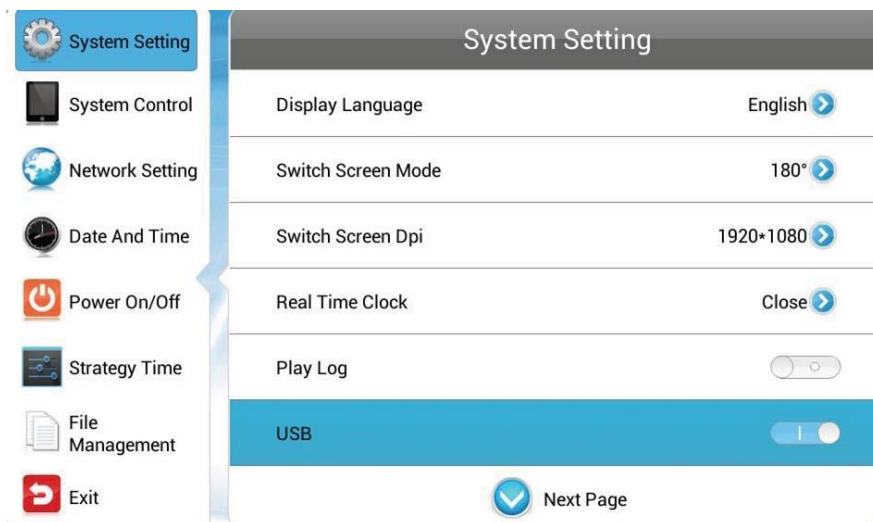 System Setting
System Control
Network Setting
Date And Time
Power On/Off
Strategy Time
File
Management
Exit
System Setting
Display Language English
Switch Screen Mode 180°
Switch Screen Dpi 1920*1080
Real Time Clock Close
Play Log
USB
Next Page